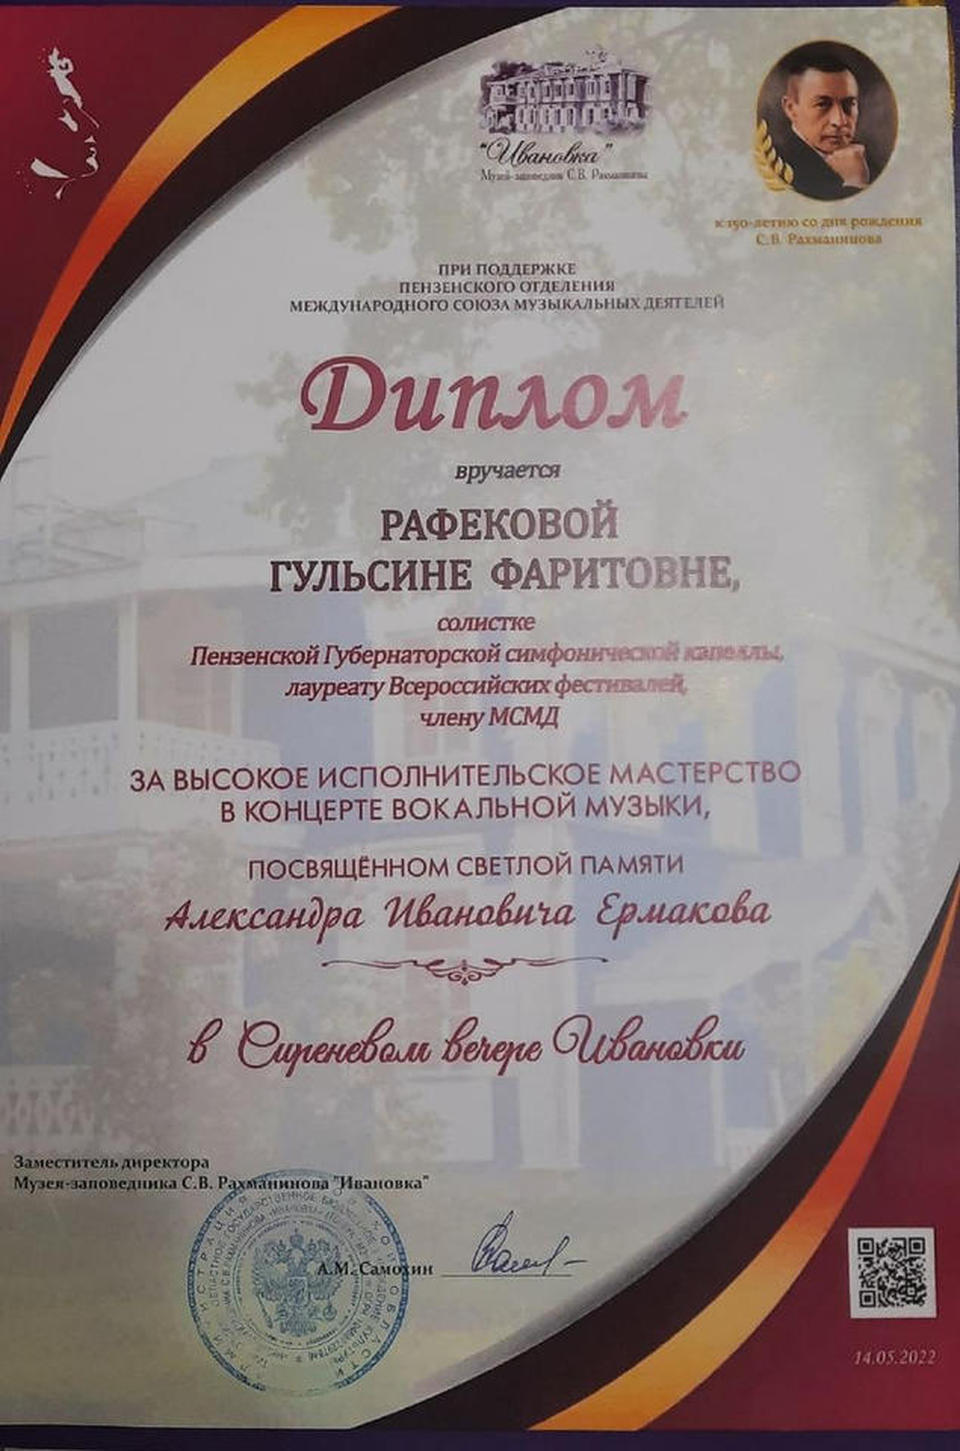 "Ивановка"
Музей-заповедник С.В. Рахманинова
к 150-летию со дня рождения
С.В. Рахманинова
ПРИ ПОДДЕРЖКЕ
ПЕНЗЕНСКОГО ОТДЕЛЕНИЯ
МЕЖДУНАРОДНОГО СОЮЗА МУЗЫКАЛЬНЫХ ДЕЯТЕЛЕЙ
Диплом
вручается
РАФЕКОВОЙ
ГУЛЬСИНЕ ФАРИТОВНЕ,
солистке
Пензенской Губернаторской симфонической капеллы,
лауреату Всероссийских фестивалей,
члену МСМД
ЗА ВЫСОКОЕ ИСПОЛНИТЕЛЬСКОЕ МАСТЕРСТВО
В КОНЦЕРТЕ ВОКАЛЬНОЙ МУЗЫКИ,
ПОСВЯЩЁННОМ СВЕТЛОЙ ПАМЯТИ
Александра Ивановича Ермакова
в Сиреневом вечере Ивановки
Заместитель директора
Музея-заповедника С.В. Рахманинова "Ивановка"
А.М. Самохин
14.05.2022